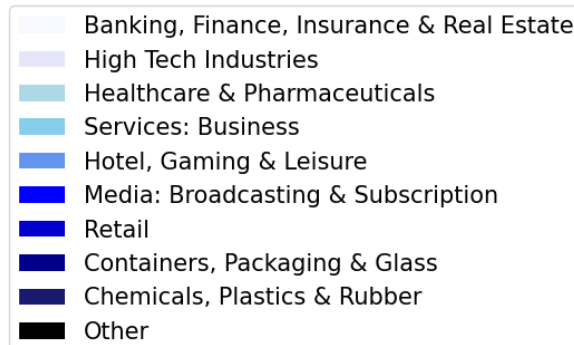 Banking, Finance, Insurance & Real Estate
High Tech Industries
Healthcare & Pharmaceuticals
Services: Business
Hotel, Gaming & Leisure
Media: Broadcasting & Subscription
Retail
Containers, Packaging & Glass
Chemicals, Plastics & Rubber
Other